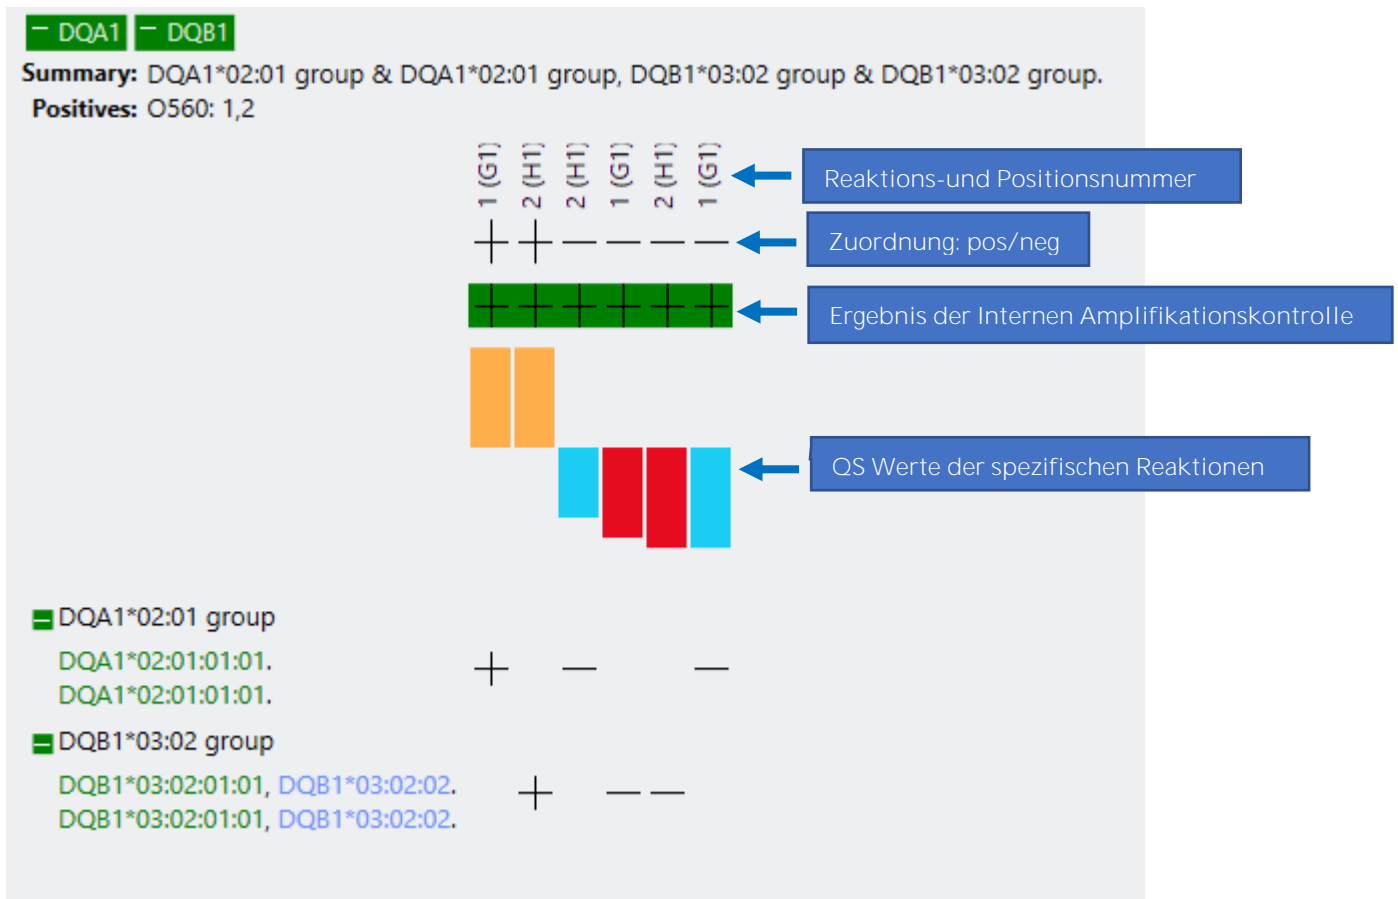 − DQA1 − DQB1
Summary: DQA1*02:01 group & DQA1*02:01 group, DQB1*03:02 group & DQB1*03:02 group.
Positives: O560: 1,2
1 (G1) 2 (H1) 2 (H1) 1 (G1) 2 (H1) 1 (G1)
Reaktions-und Positionsnummer
+ + − − − −
Zuordnung: pos/neg
+ + + + + +
Ergebnis der Internen Amplifikationskontrolle
QS Werte der spezifischen Reaktionen
− DQA1*02:01 group
DQA1*02:01:01:01. + − −
DQA1*02:01:01:01.
− DQB1*03:02 group
DQB1*03:02:01:01, DQB1*03:02:02. + − −
DQB1*03:02:01:01, DQB1*03:02:02.